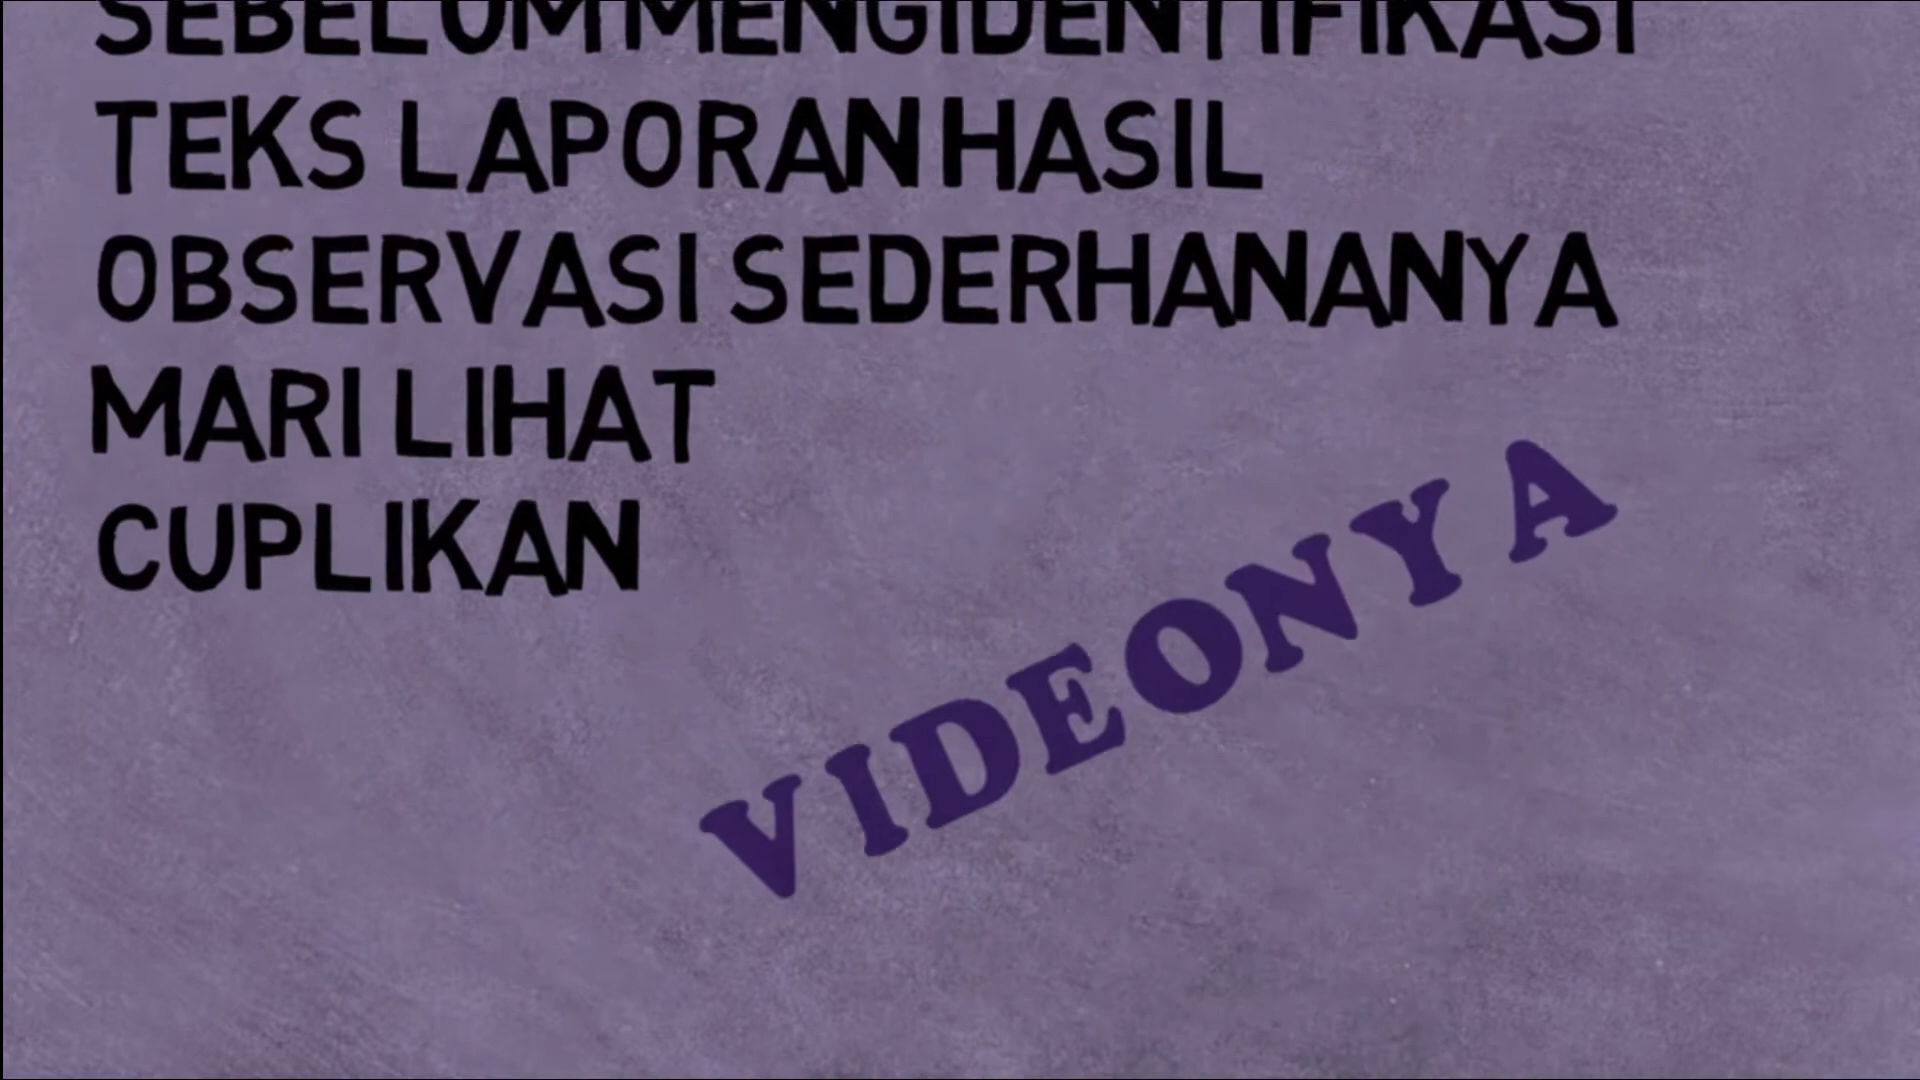 SEBELUM MENGIDENTIFIKASI
TEKS LAPORAN HASIL
OBSERVASI SEDERHANANYA
MARI LIHAT
CUPLIKAN
VIDEONYA